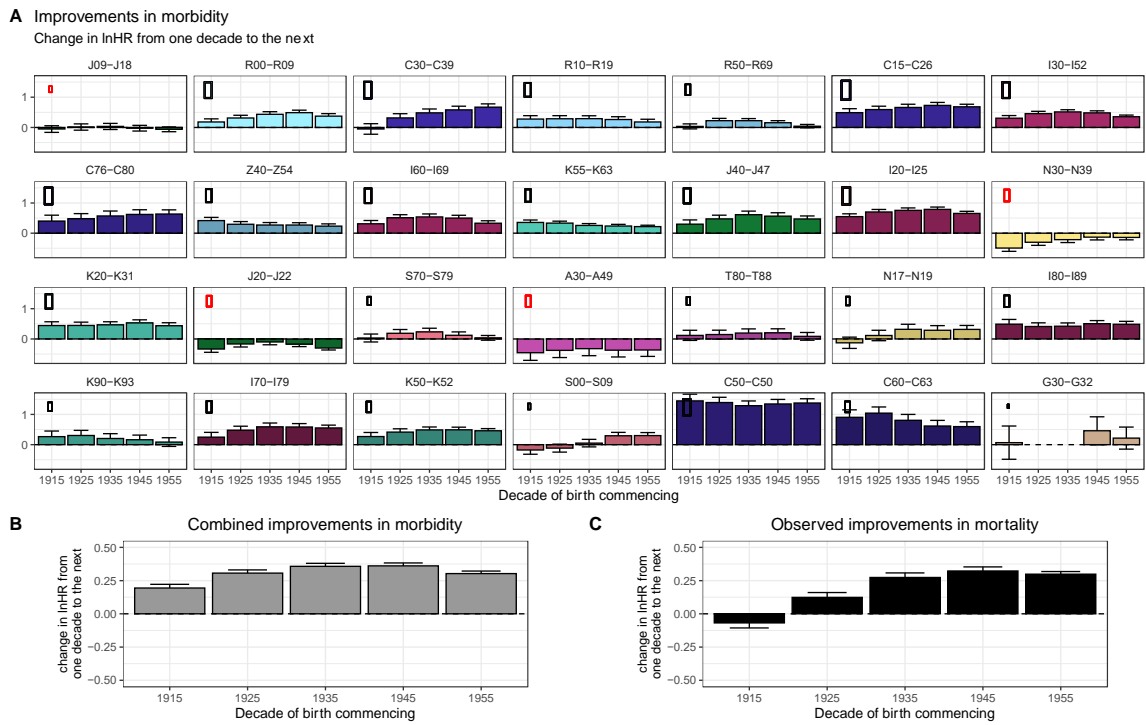 A Improvements in morbidity
Change in lnHR from one decade to the next
J09−J18 R00−R09 C30−C39 R10−R19 R50−R69 C15−C26 I30−I52
1
0
C76−C80 Z40−Z54 I60−I69 K55−K63 J40−J47 I20−I25 N30−N39
1
0
K20−K31 J20−J22 S70−S79 A30−A49 T80−T88 N17−N19 I80−I89
1
0
K90−K93 I70−I79 K50−K52 S00−S09 C50−C50 C60−C63 G30−G32
1
0
1915 1925 1935 1945 1955 1915 1925 1935 1945 1955 1915 1925 1935 1945 1955 1915 1925 1935 1945 1955 1915 1925 1935 1945 1955 1915 1925 1935 1945 1955 1915 1925 1935 1945 1955
Decade of birth commencing
B Combined improvements in morbidity
change in lnHR from
one decade to the next
0.50
0.25
0.00
−0.25
−0.50
1915 1925 1935 1945 1955
Decade of birth commencing
C Observed improvements in mortality
change in lnHR from
one decade to the next
0.50
0.25
0.00
−0.25
−0.50
1915 1925 1935 1945 1955
Decade of birth commencing